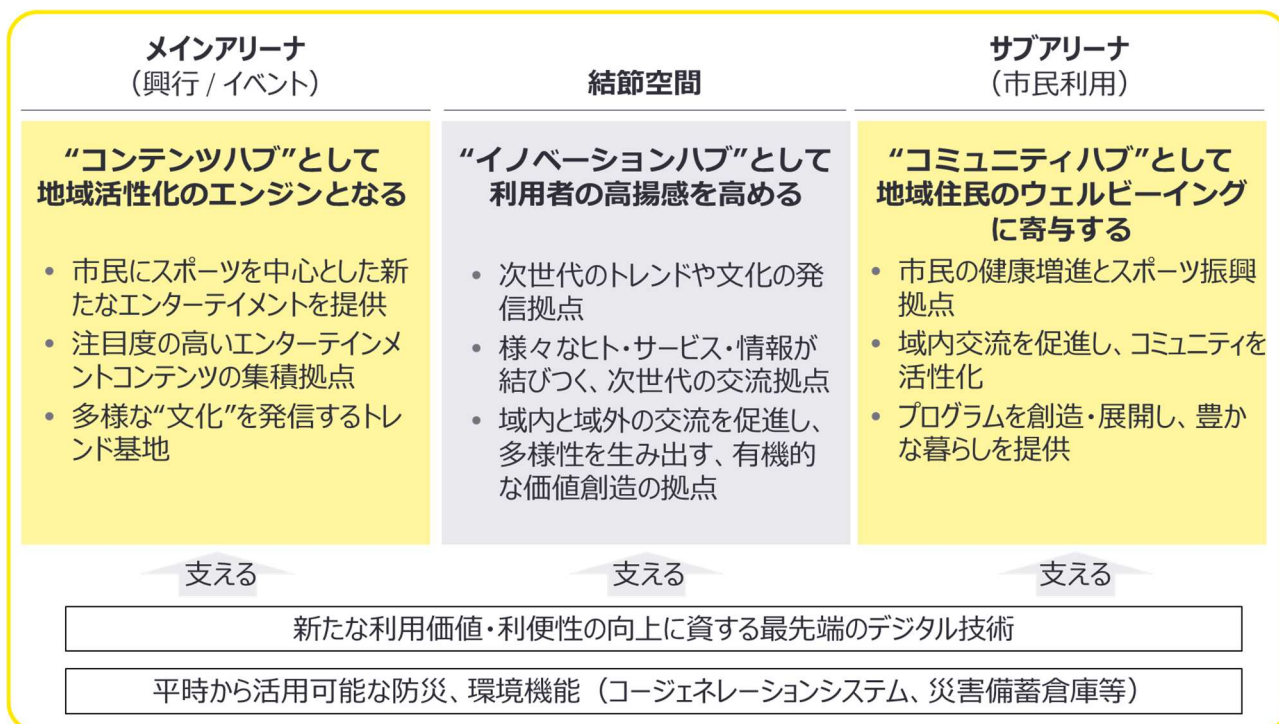 メインアリーナ
（興行 / イベント）
“コンテンツハブ”として
地域活性化のエンジンとなる
• 市民にスポーツを中心とした新
たなエンターテイメントを提供
• 注目度の高いエンターテインメ
ントコンテンツの集積拠点
• 多様な“文化”を発信するトレ
ンド基地
支える
結節空間
“イノベーションハブ”として
利用者の高揚感を高める
• 次世代のトレンドや文化の発
信拠点
• 様々なヒト・サービス・情報が
結びつく、次世代の交流拠点
• 域内と域外の交流を促進し、
多様性を生み出す、有機的
な価値創造の拠点
支える
サブアリーナ
（市民利用）
“コミュニティハブ”として
地域住民のウェルビーイング
に寄与する
• 市民の健康増進とスポーツ振興
拠点
• 域内交流を促進し、コミュニティを
活性化
• プログラムを創造・展開し、豊か
な暮らしを提供
支える
新たな利用価値・利便性の向上に資する最先端のデジタル技術
平時から活用可能な防災、環境機能（コージェネレーションシステム、災害備蓄倉庫等）